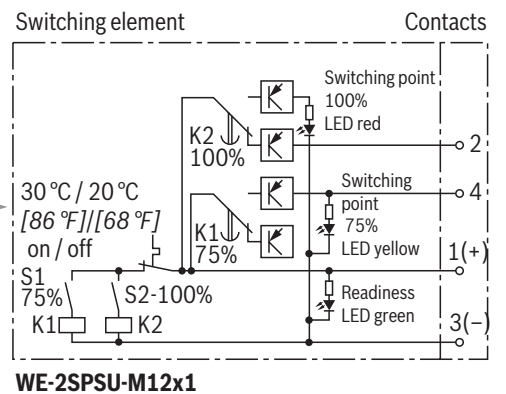 Switching element
Contacts
Switching point
100%
LED red
K2
100%
2
30 °C / 20 °C
[86 °F]/[68 °F]
on / off
Switching
point
75%
LED yellow
4
K1
75%
1(+)
S1
75%
S2-100%
K1
K2
Readiness
LED green
3(−)
WE-2SPSU-M12x1